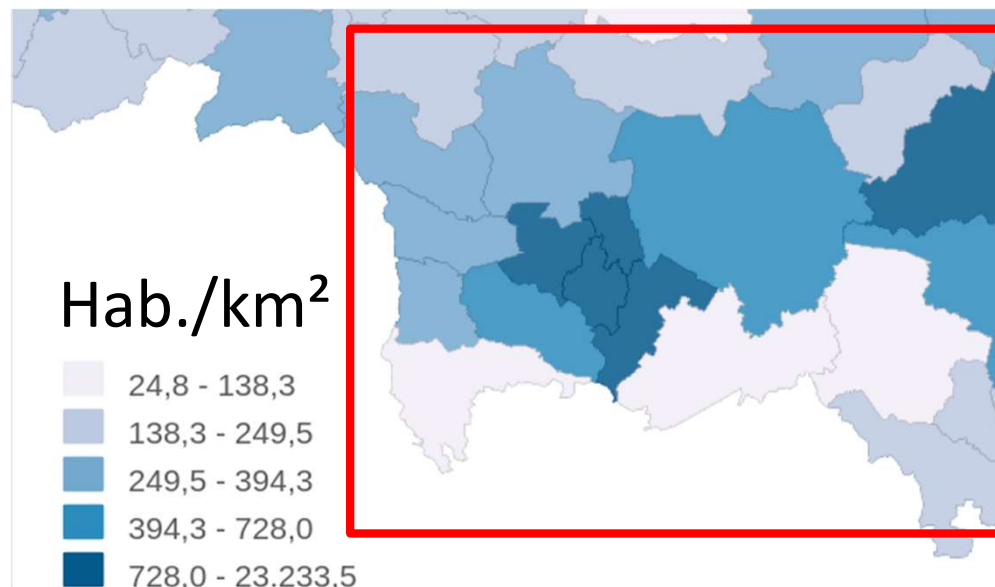 Hab./km²
24,8 - 138,3
138,3 - 249,5
249,5 - 394,3
394,3 - 728,0
728,0 - 23.233,5